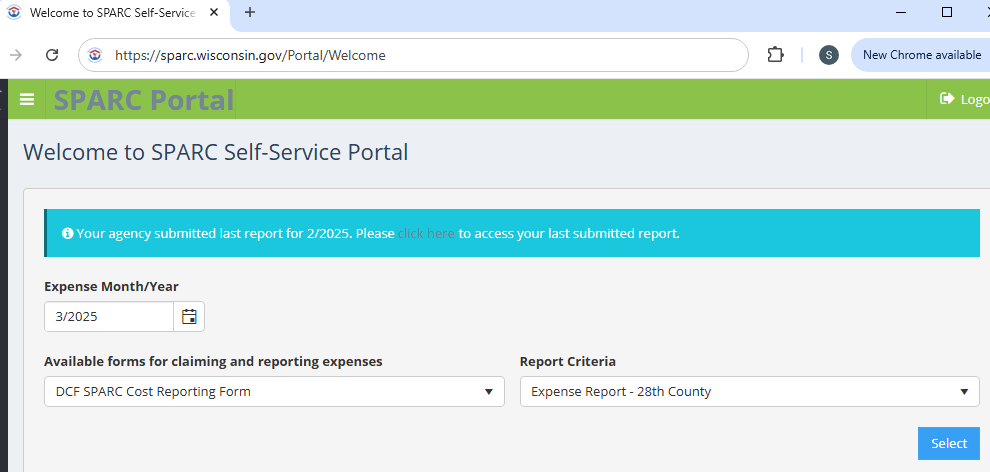 Welcome to SPARC Self-Service
https://sparc.wisconsin.gov/Portal/Welcome
S
New Chrome available
SPARC Portal
Logo
Welcome to SPARC Self-Service Portal
Your agency submitted last report for 2/2025. Please click here to access your last submitted report.
Expense Month/Year
3/2025
Available forms for claiming and reporting expenses
Report Criteria
DCF SPARC Cost Reporting Form
Expense Report - 28th County
Select